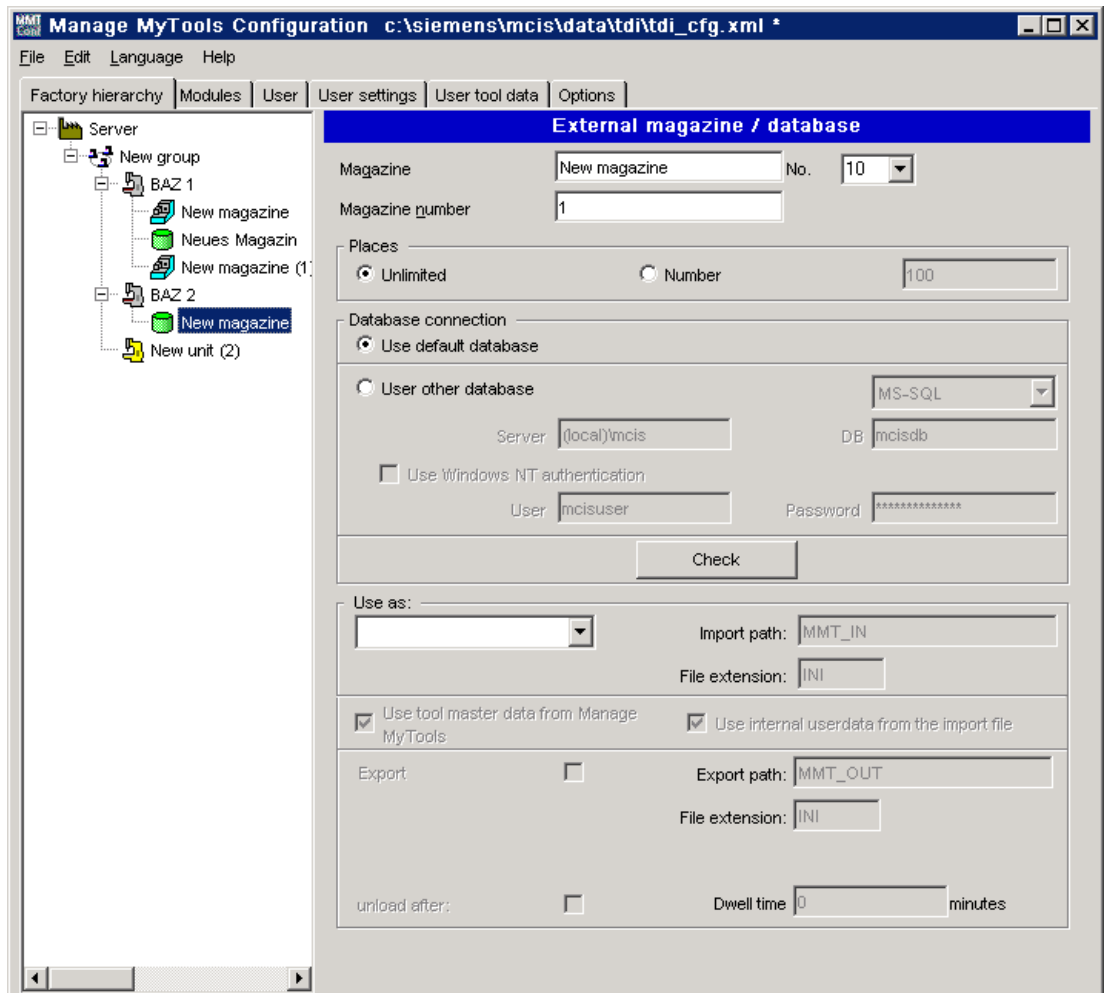 MMT Conf Manage MyTools Configuration c:\siemens\mcis\data\tdi\tdi_cfg.xml *
File Edit Language Help
Factory hierarchy Modules User User settings User tool data Options
Server
New group
BAZ 1
New magazine
Neues Magazin
New magazine (1)
BAZ 2
New magazine
New unit (2)
External magazine / database
Magazine New magazine No. 10
Magazine number 1
Places
Unlimited Number 100
Database connection
Use default database
User other database MS-SQL
Server (local)\mcis DB mcisdb
Use Windows NT authentication
User mcisuser Password **************
Check
Use as:
Import path: MMT_IN
File extension: INI
Use tool master data from Manage
MyTools
Use internal userdata from the import file
Export Export path: MMT_OUT
File extension: INI
unload after: Dwell time 0 minutes